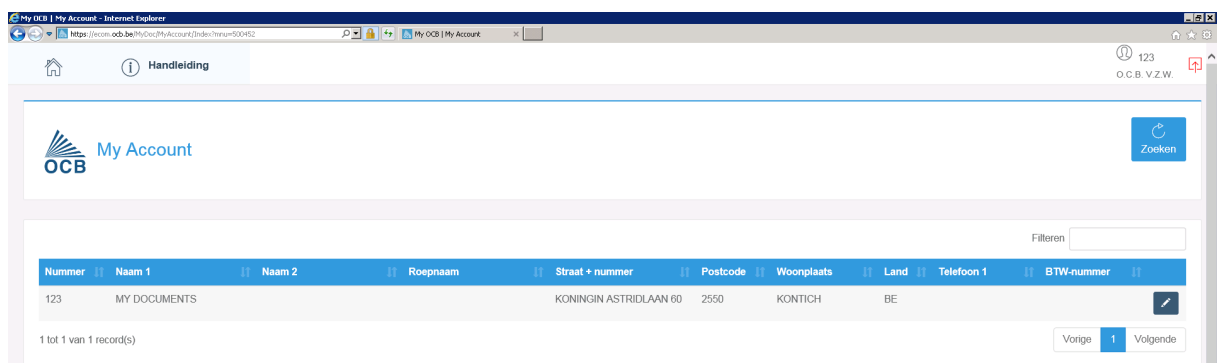 My OCB | My Account - Internet Explorer
https://ecom.ocb.be/MyDoc/MyAccount/Index?mnu=500452
My OCB | My Account
Handleiding
123
O.C.B. V.Z.W.
OCB
My Account
Zoeken
Filteren
Nummer Naam 1 Naam 2 Roepnaam Straat + nummer Postcode Woonplaats Land Telefoon 1 BTW-nummer
123 MY DOCUMENTS KONINGIN ASTRIDLAAN 60 2550 KONTICH BE
1 tot 1 van 1 record(s)
Vorige 1 Volgende